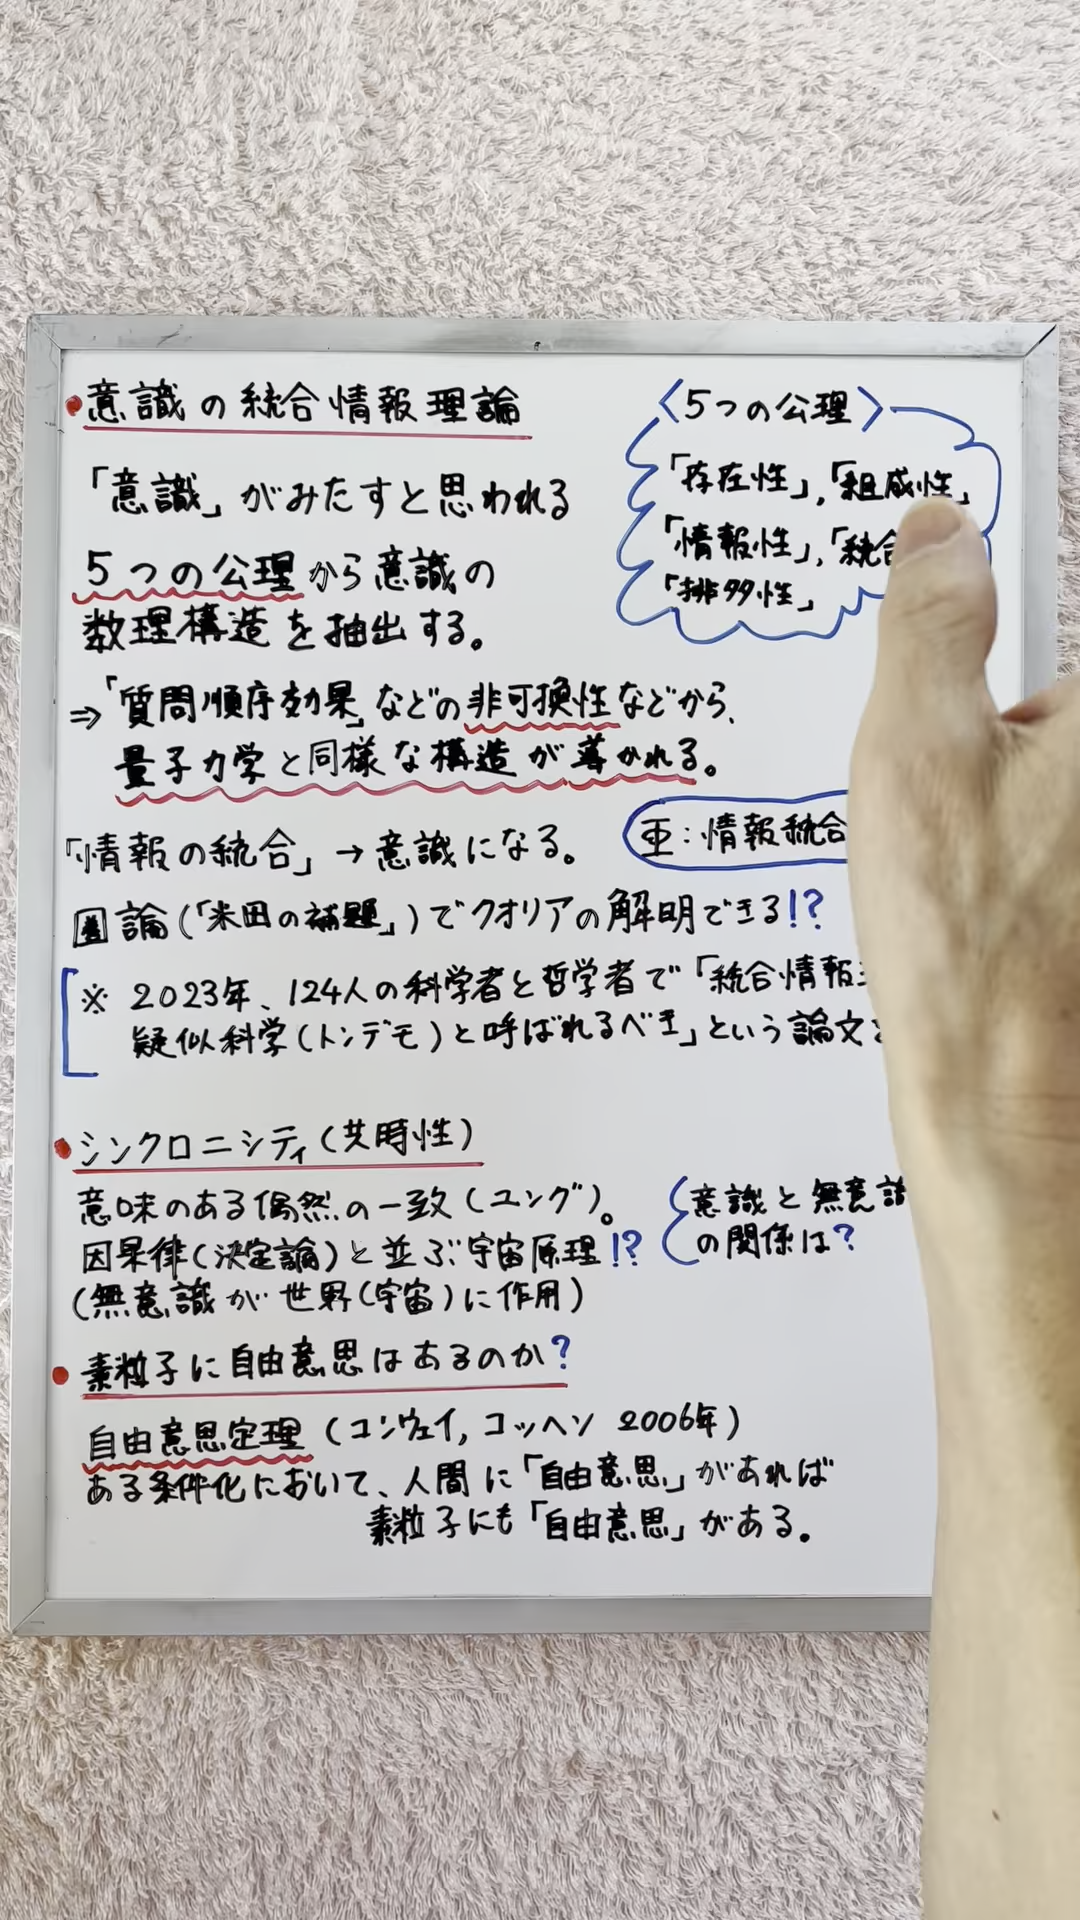 ・意識の統合情報理論
「意識」がみたすと思われる
5つの公理から意識の
数理構造を抽出する。
〈5つの公理〉
「存在性」,「組成性」
「情報性」,「統合
「排他性」
⇒「質問順序効果」などの非可換性などから、
量子力学と同様な構造が導かれる。
「情報の統合」→意識になる。
Φ:情報統合
圏論(「米田の補題」)でクオリアの解明できる!?
※ 2023年、124人の科学者と哲学者で「統合情報
疑似科学(トンデモ)と呼ばれるべき」という論文
・シンクロニシティ(共時性)
意味のある偶然の一致(ユング)。
因果律(決定論)と並ぶ宇宙原理!?
(無意識が世界(宇宙)に作用)
意識と無意識
の関係は?
・素粒子に自由意思はあるのか?
自由意思定理(コンウェイ,コッヘン 2006年)
ある条件化において、人間に「自由意思」があれば
素粒子にも「自由意思」がある。